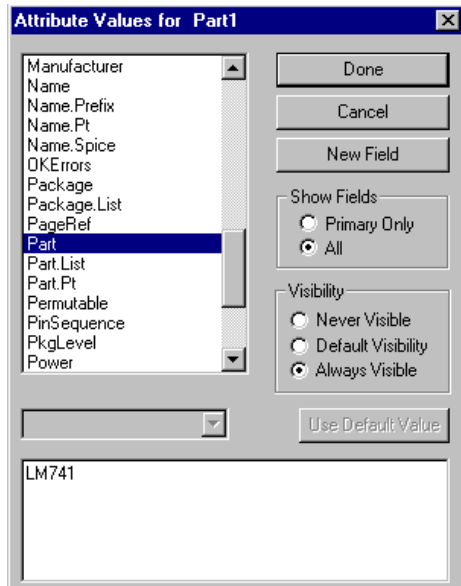 Attribute Values for Part1
Manufacturer
Name
Name.Prefix
Name.Pt
Name.Spice
OKErrors
Package
Package.List
PageRef
Part
Part.List
Part.Pt
Permutable
PinSequence
PkgLevel
Power
Done
Cancel
New Field
Show Fields
Primary Only
All
Visibility
Never Visible
Default Visibility
Always Visible
Use Default Value
LM741